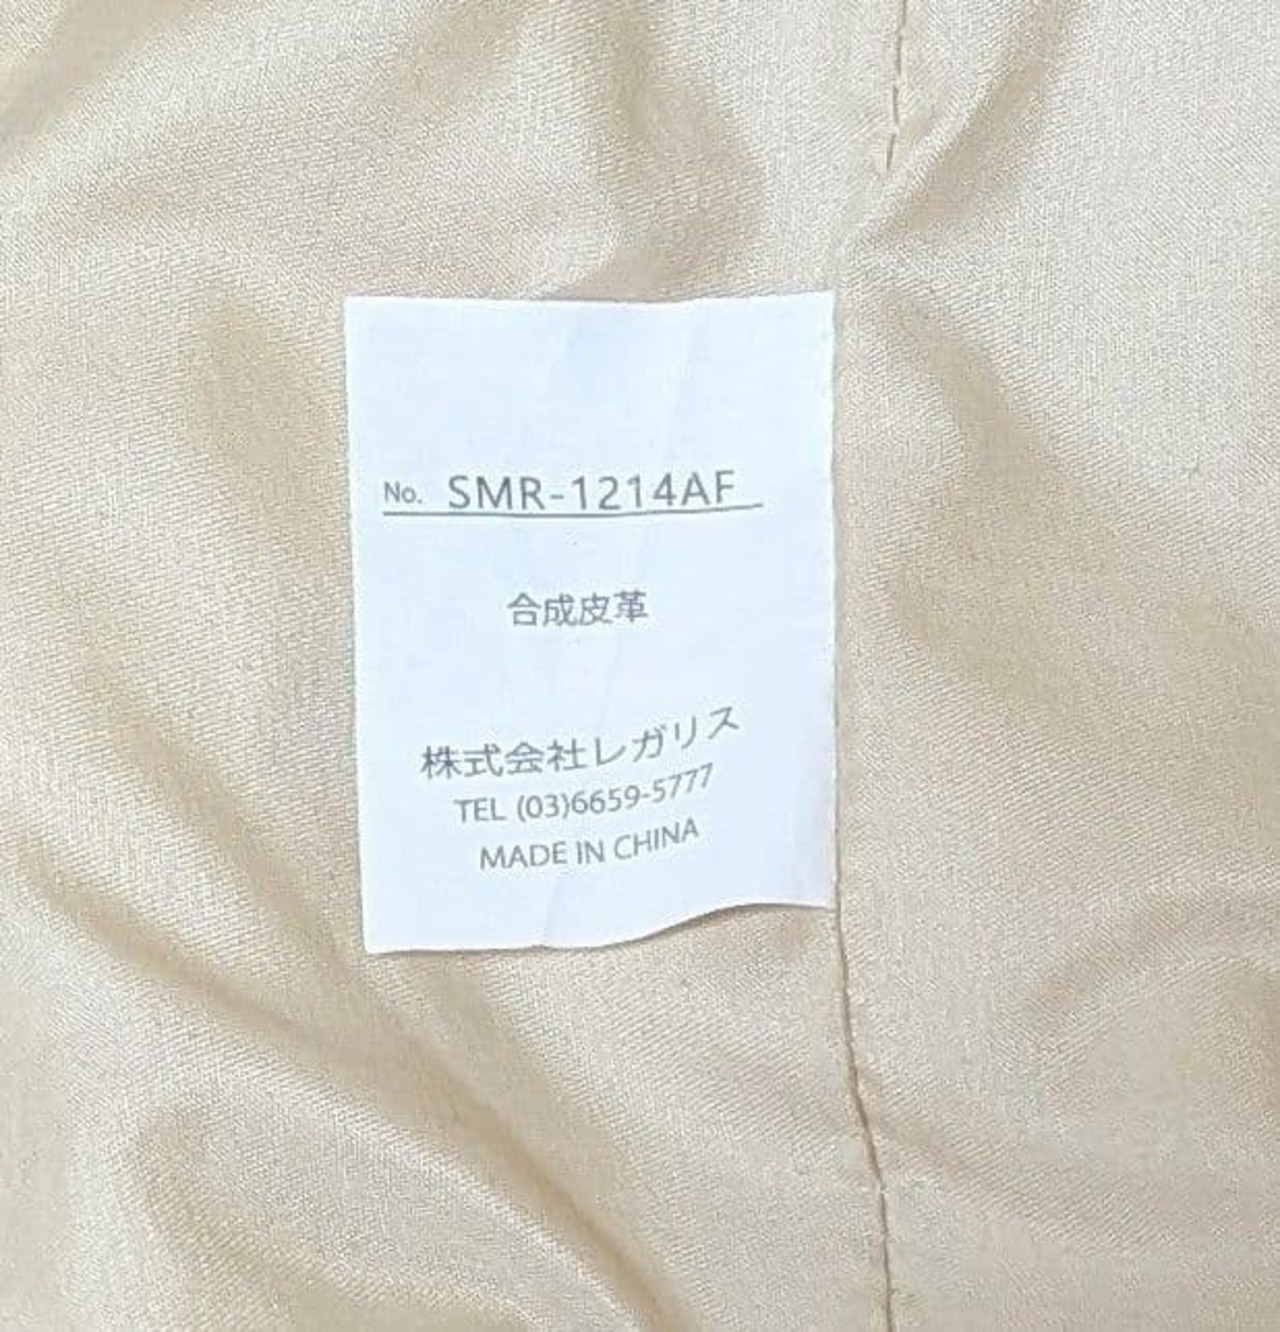 No. SMR-1214AF
合成皮革
株式会社レガリス
TEL (03)6659-5777
MADE IN CHINA